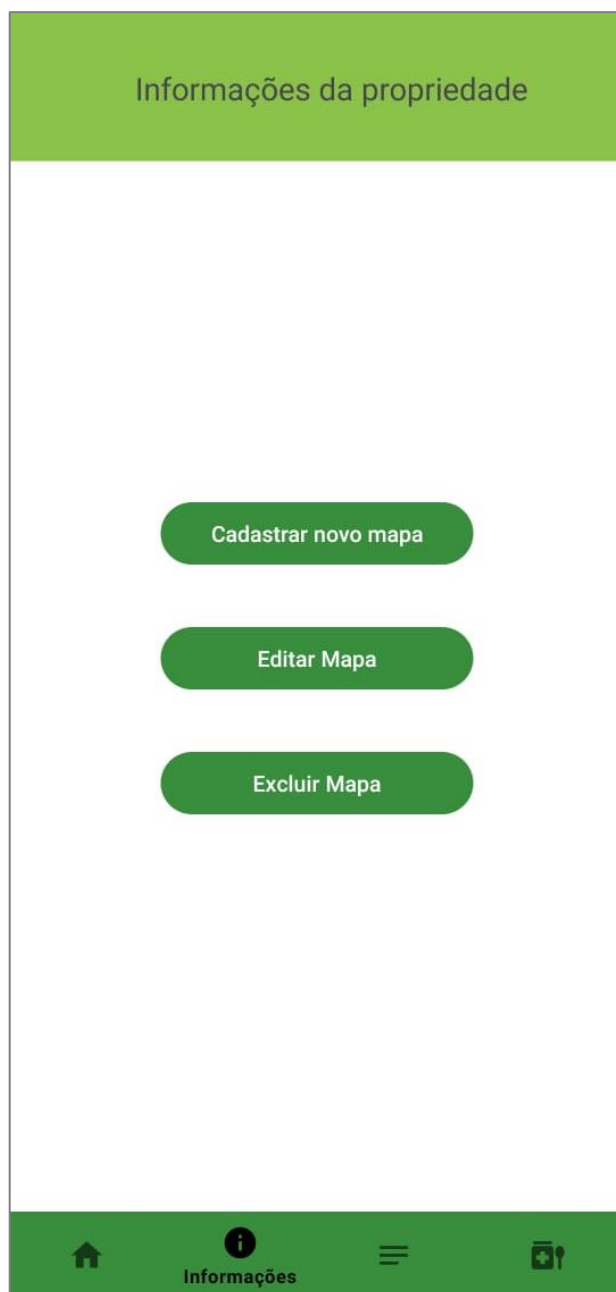 Informações da propriedade
Cadastrar novo mapa
Editar Mapa
Excluir Mapa
Informações